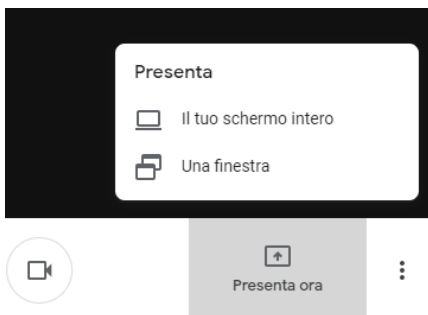 Presenta
Il tuo schermo intero
Una finestra
Presenta ora